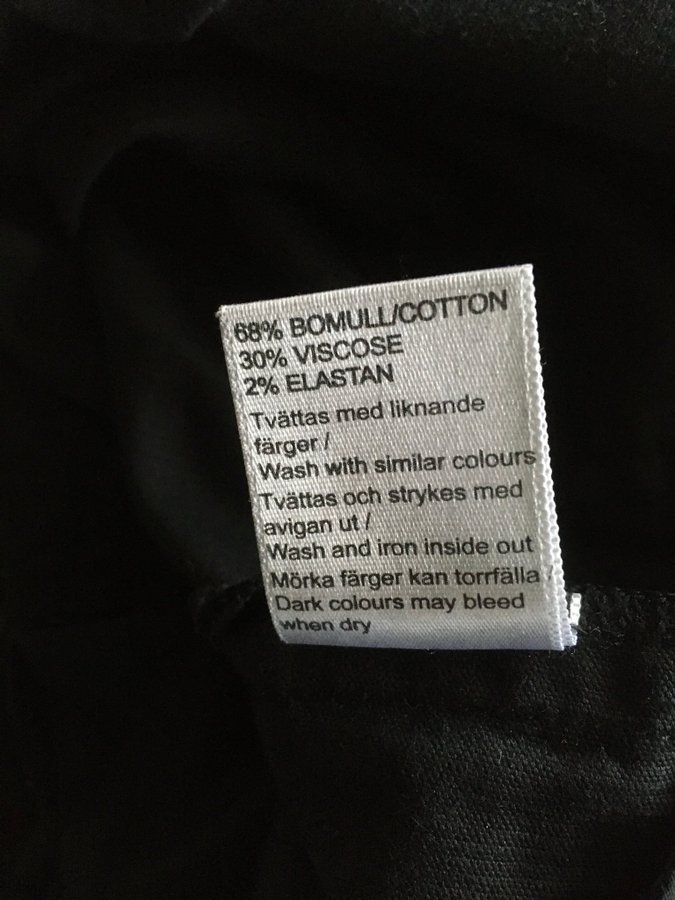 68% BOMULL/COTTON
30% VISCOSE
2% ELASTAN
Tvättas med liknande
färger /
Wash with similar colours
Tvättas och strykes med
avigan ut /
Wash and iron inside out
Mörka färger kan torrfälla /
Dark colours may bleed
when dry